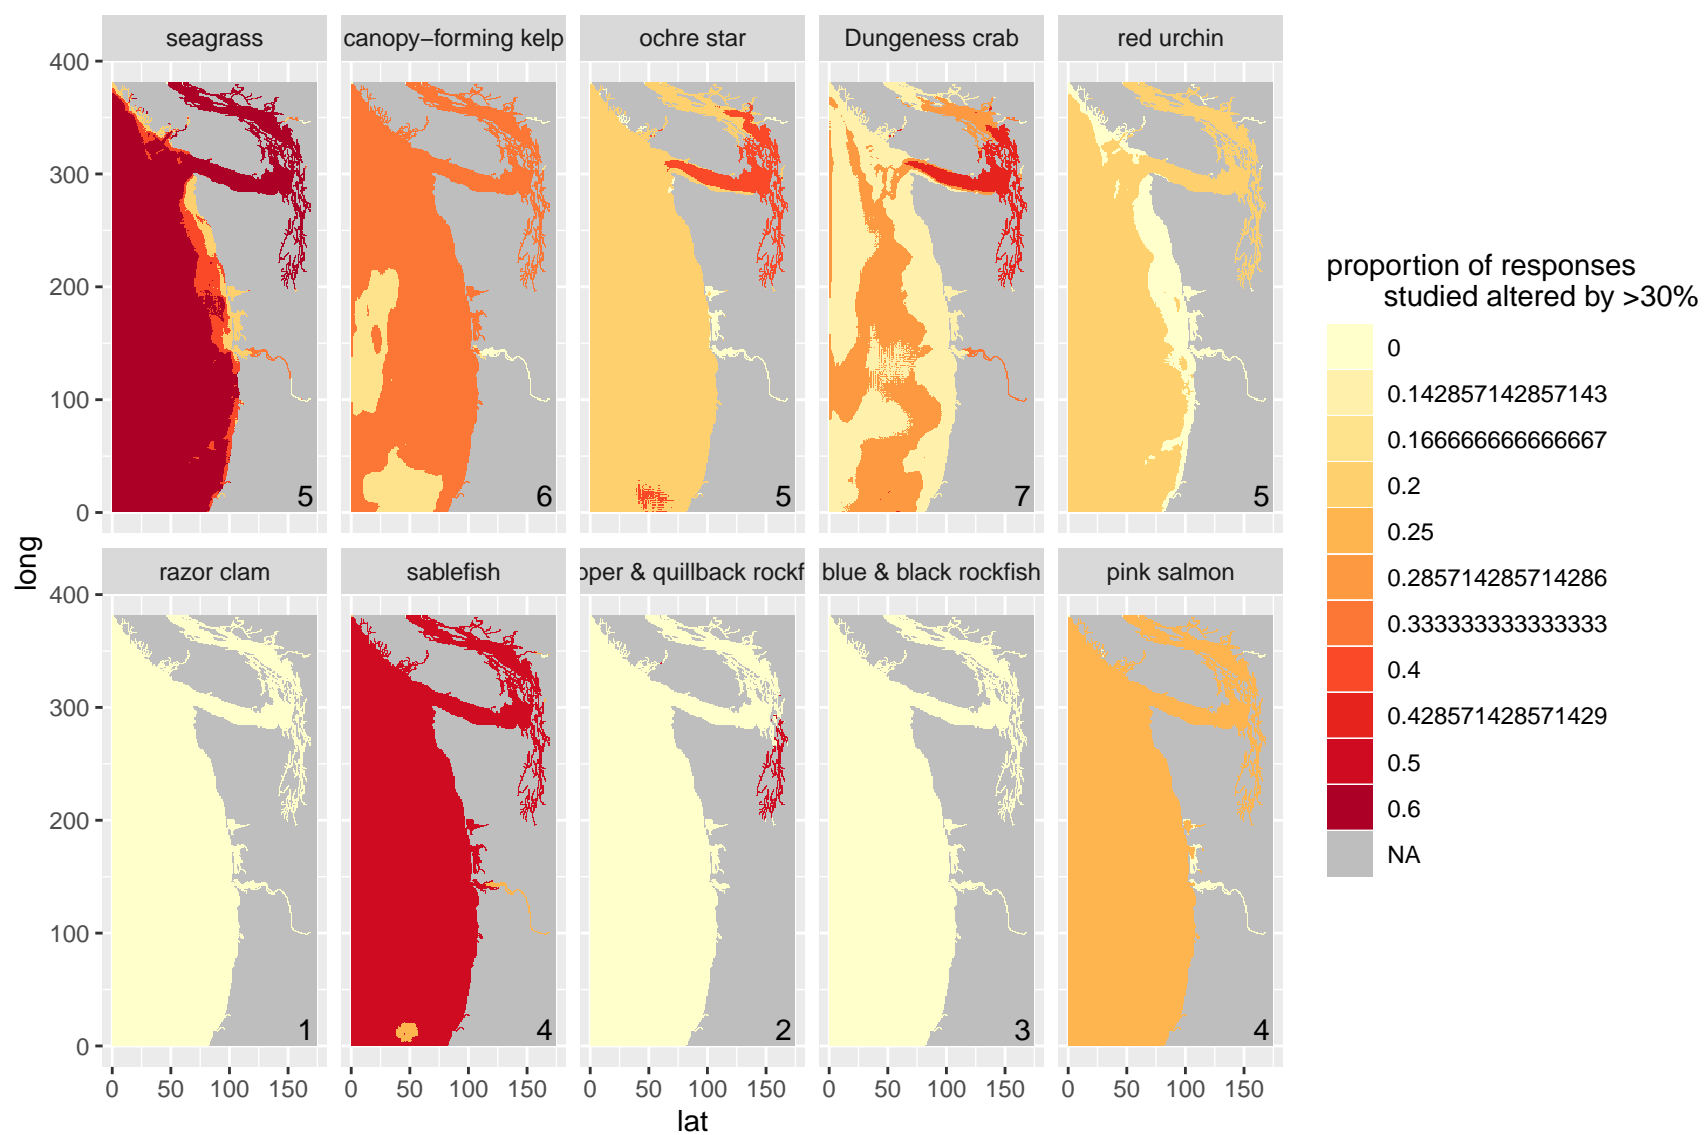 seagrass
canopy−forming kelp
ochre star
Dungeness crab
red urchin
400
300
200
100
0
5
6
5
7
5
long
razor clam
sablefish
oper & quillback rockf
blue & black rockfish
pink salmon
400
300
200
100
0
1
4
2
3
4
0 50 100 150
0 50 100 150
0 50 100 150
0 50 100 150
0 50 100 150
lat
proportion of responses
studied altered by >30%
0
0.142857142857143
0.166666666666667
0.2
0.25
0.285714285714286
0.333333333333333
0.4
0.428571428571429
0.5
0.6
NA